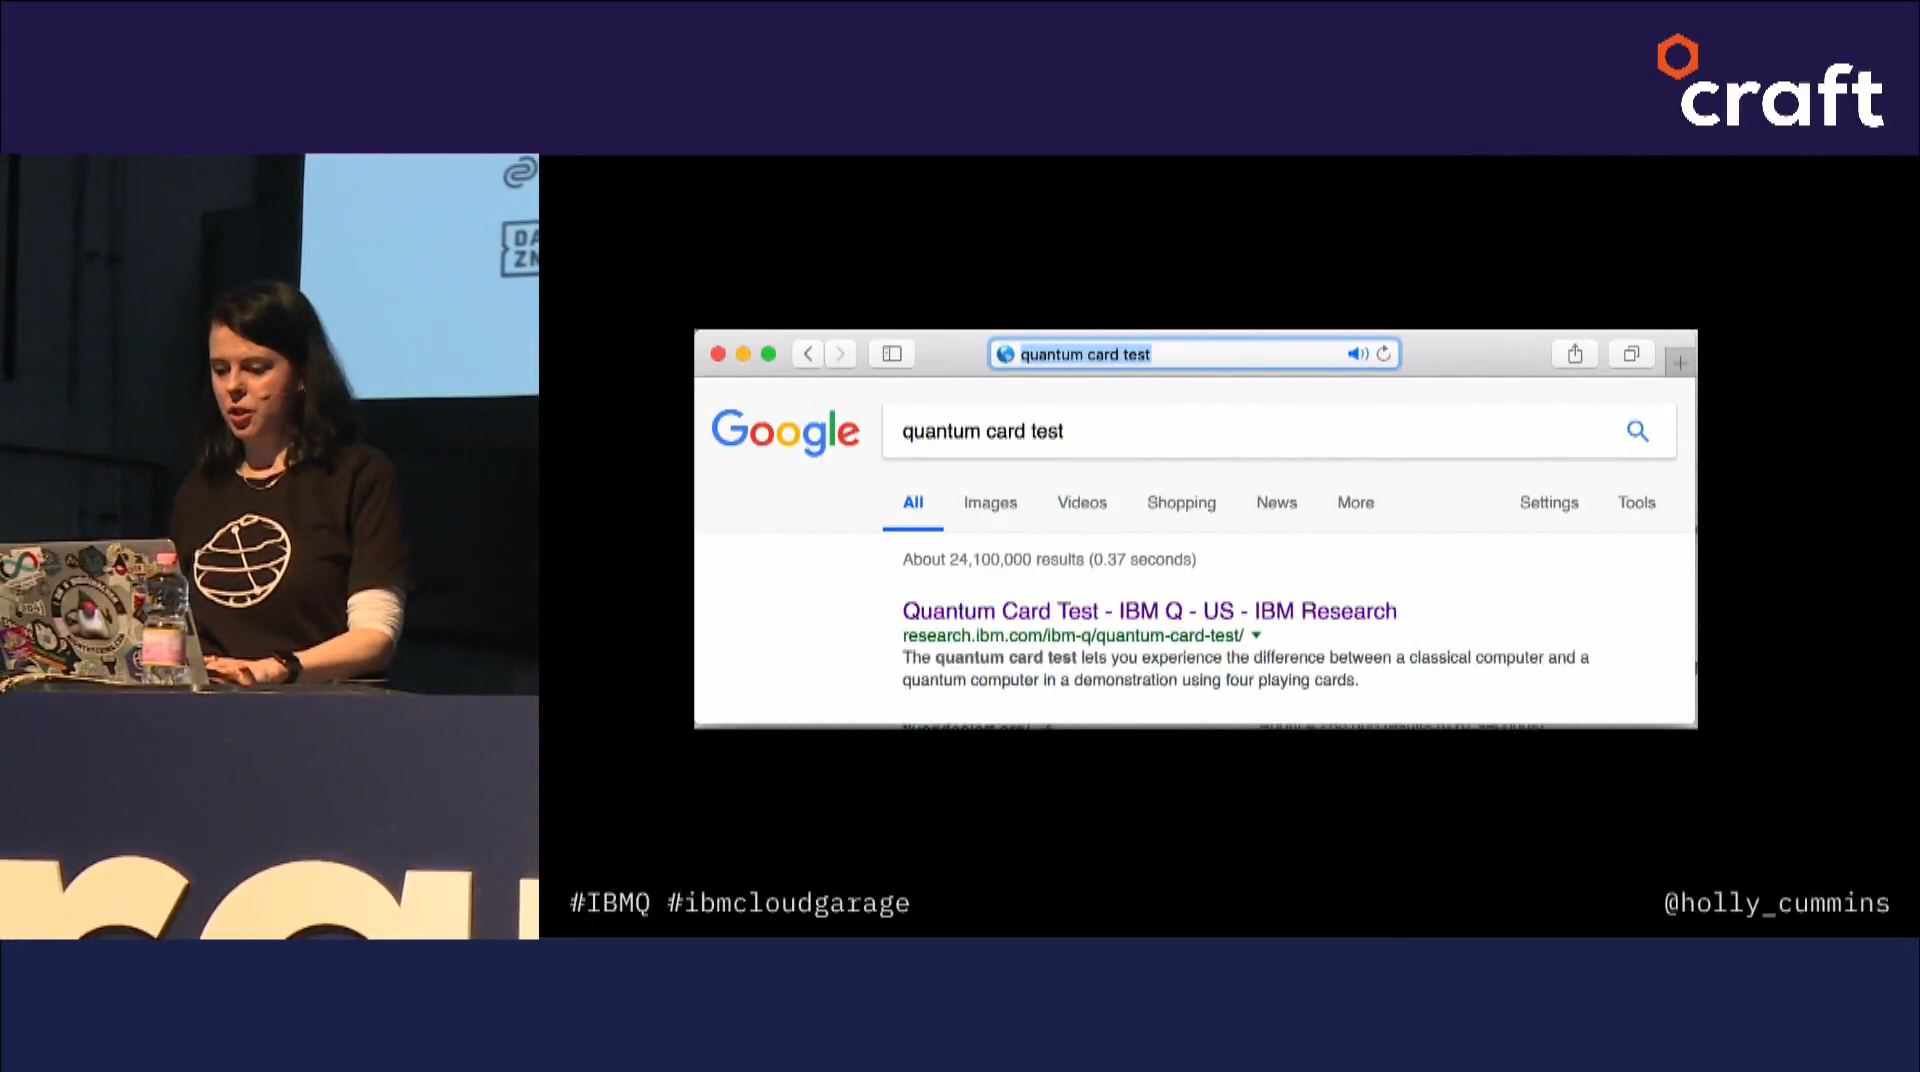 craft
DA
ZN
quantum card test
Google
quantum card test
All Images Videos Shopping News More Settings Tools
About 24,100,000 results (0.37 seconds)
Quantum Card Test - IBM Q - US - IBM Research
research.ibm.com/ibm-q/quantum-card-test/
The quantum card test lets you experience the difference between a classical computer and a
quantum computer in a demonstration using four playing cards.
#IBMQ #ibmcloudgarage
@holly_cummins